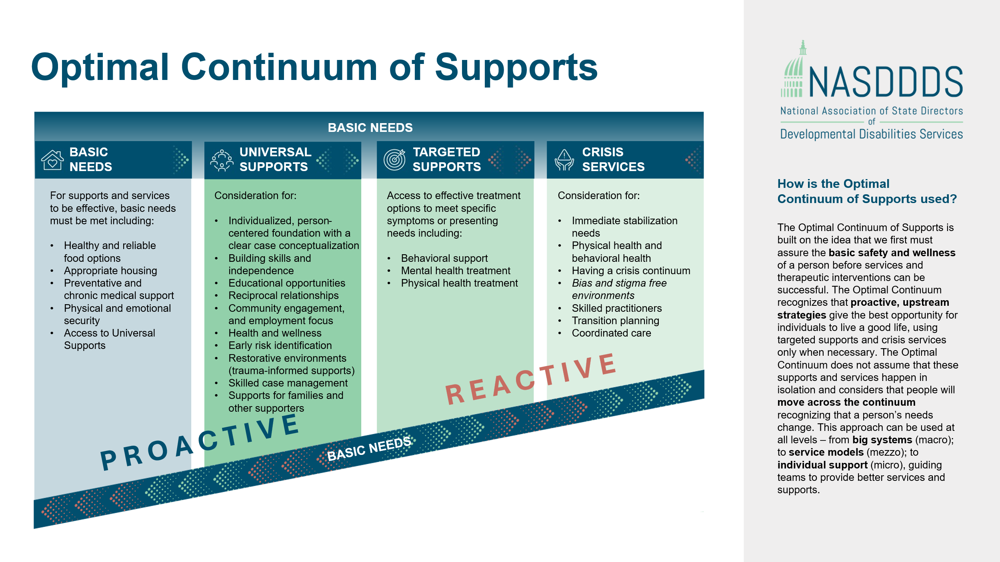 Optimal Continuum of Supports
BASIC NEEDS
BASIC
NEEDS
For supports and services
to be effective, basic needs
must be met including:
• Healthy and reliable
food options
• Appropriate housing
• Preventative and
chronic medical support
• Physical and emotional
security
• Access to Universal
Supports
UNIVERSAL
SUPPORTS
Consideration for:
• Individualized, person-
centered foundation with a
clear case conceptualization
• Building skills and
independence
• Educational opportunities
• Reciprocal relationships
• Community engagement,
and employment focus
• Health and wellness
• Early risk identification
• Restorative environments
(trauma-informed supports)
• Skilled case management
• Supports for families and
other supporters
TARGETED
SUPPORTS
Access to effective treatment
options to meet specific
symptoms or presenting
needs including:
• Behavioral support
• Mental health treatment
• Physical health treatment
CRISIS
SERVICES
Consideration for:
• Immediate stabilization
needs
• Physical health and
behavioral health
• Having a crisis continuum
• Bias and stigma free
environments
• Skilled practitioners
• Transition planning
• Coordinated care
PROACTIVE
REACTIVE
BASIC NEEDS
NASDDDS
National Association of State Directors
of
Developmental Disabilities Services
How is the Optimal
Continuum of Supports used?
The Optimal Continuum of Supports is
built on the idea that we first must
assure the basic safety and wellness
of a person before services and
therapeutic interventions can be
successful. The Optimal Continuum
recognizes that proactive, upstream
strategies give the best opportunity for
individuals to live a good life, using
targeted supports and crisis services
only when necessary. The Optimal
Continuum does not assume that these
supports and services happen in
isolation and considers that people will
move across the continuum
recognizing that a person’s needs
change. This approach can be used at
all levels – from big systems (macro);
to service models (mezzo); to
individual support (micro), guiding
teams to provide better services and
supports.